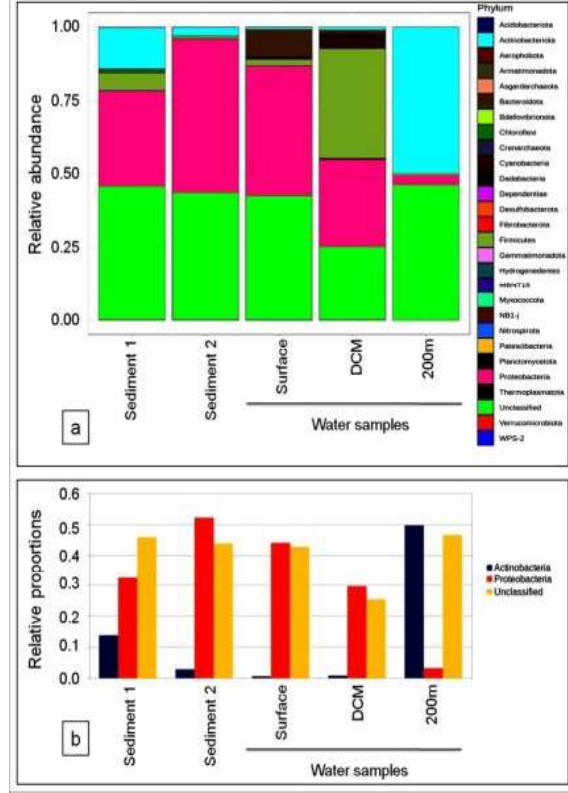 1.00
0.75
0.50
0.25
0.00
Relative abundance
Sediment 1
Sediment 2
Surface
DCM
200m
Water samples
a
Phylum
Acidobacteriota
Actinobacteriota
Aerophobota
Armatimonadota
Asgardarchaeota
Bacteroidota
Bdellovibrionota
Chloroflexi
Crenarchaeota
Cyanobacteria
Dadabacteria
Dependentiae
Desulfobacterota
Fibrobacterota
Firmicutes
Gemmatimonadota
Hydrogenedentes
Myxococcota
NB1-j
Nitrospirota
Patescibacteria
Planctomycetota
Proteobacteria
Thermoplasmatota
Unclassified
Verrucomicrobiota
WPS-2
0.6
0.5
0.4
0.3
0.2
0.1
0.0
Relative proportions
Sediment 1
Sediment 2
Surface
DCM
200m
Water samples
b
Actinobacteria
Proteobacteria
Unclassified